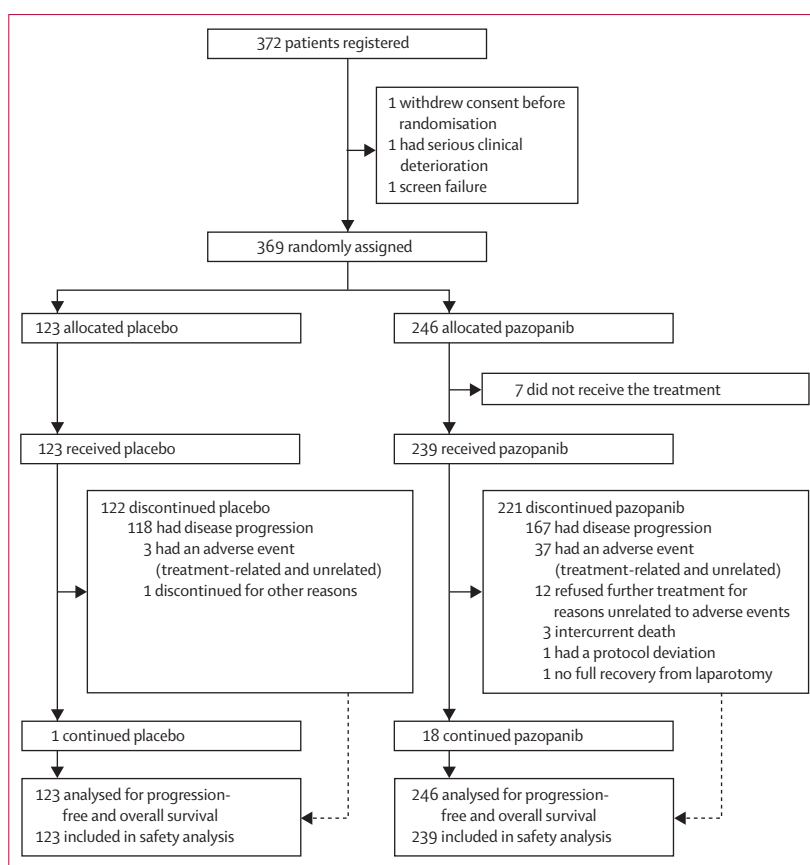 372 patients registered
1 withdrew consent before
randomisation
1 had serious clinical
deterioration
1 screen failure
369 randomly assigned
123 allocated placebo
246 allocated pazopanib
7 did not receive the treatment
123 received placebo
239 received pazopanib
122 discontinued placebo
118 had disease progression
3 had an adverse event
(treatment-related and unrelated)
1 discontinued for other reasons
221 discontinued pazopanib
167 had disease progression
37 had an adverse event
(treatment-related and unrelated)
12 refused further treatment for
reasons unrelated to adverse events
3 intercurrent death
1 had a protocol deviation
1 no full recovery from laparotomy
1 continued placebo
18 continued pazopanib
123 analysed for progression-
free and overall survival
123 included in safety analysis
246 analysed for progression-
free and overall survival
239 included in safety analysis